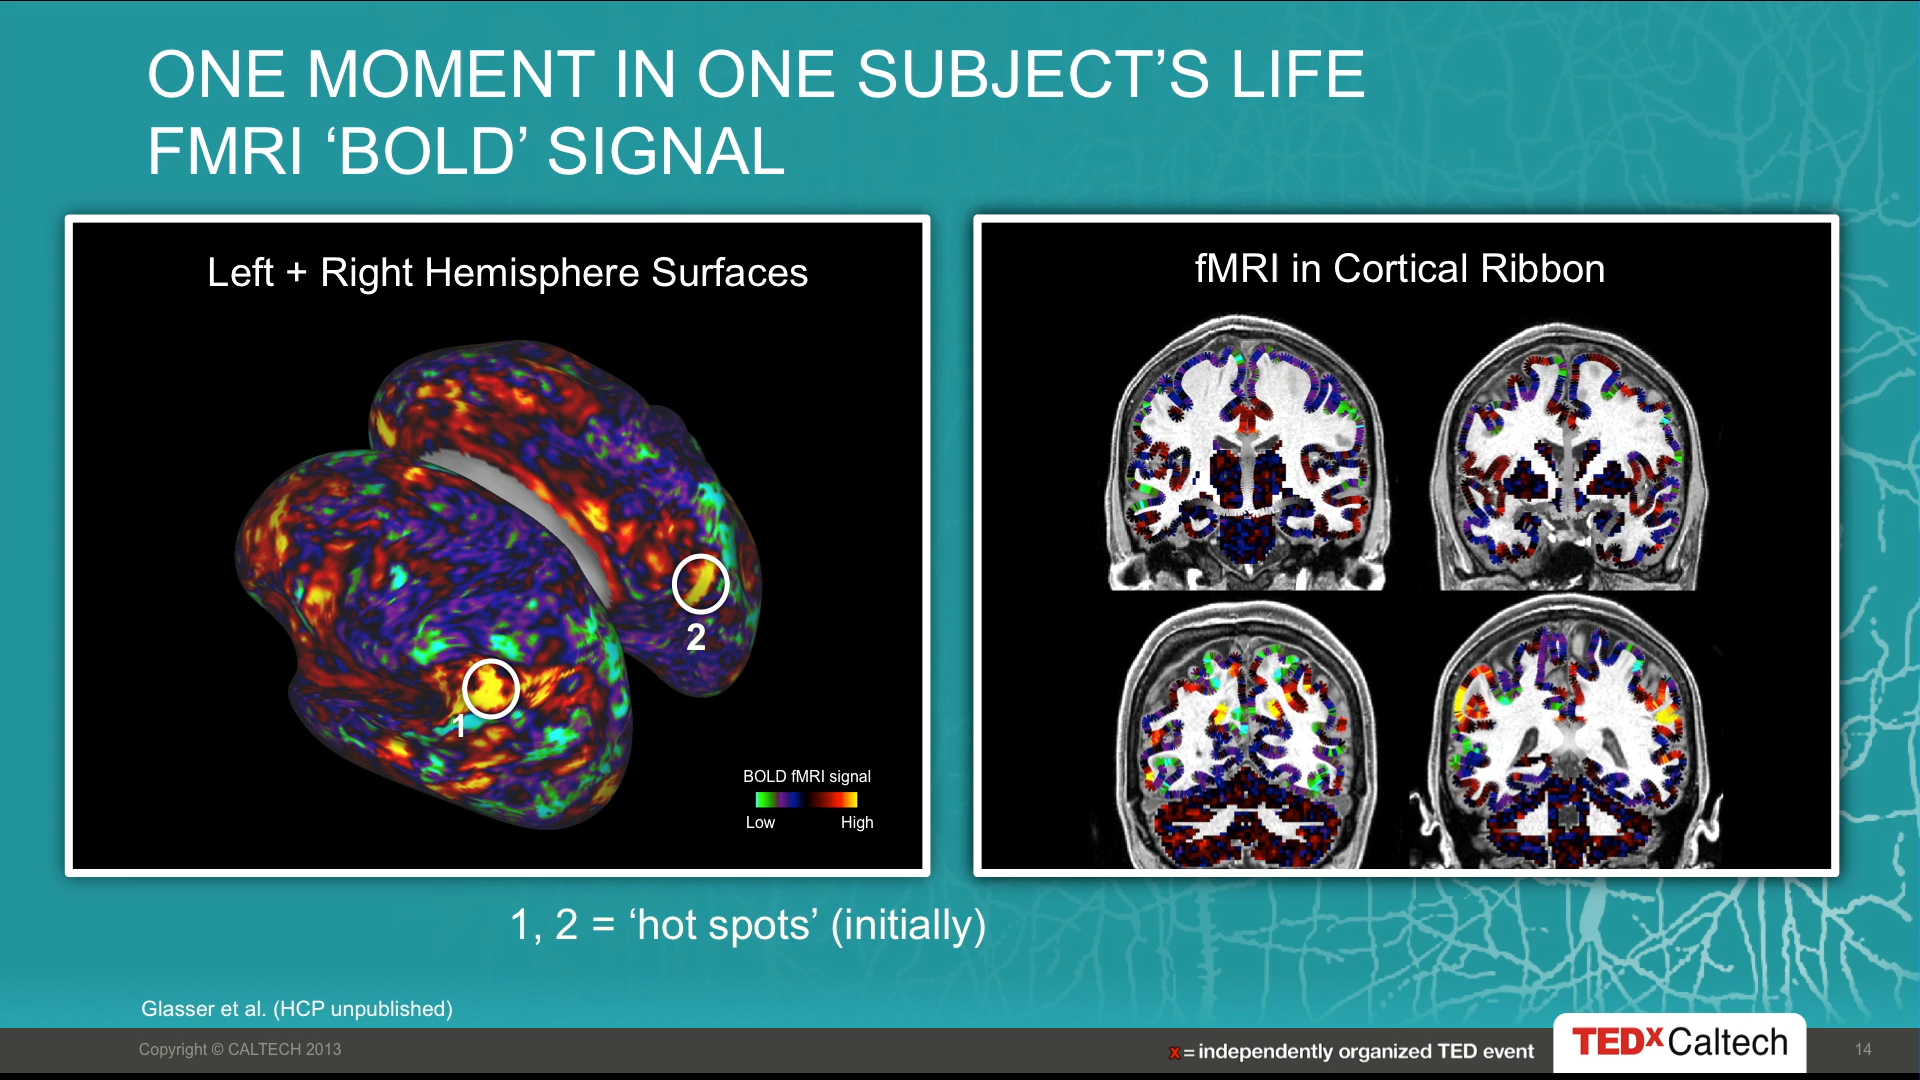 ONE MOMENT IN ONE SUBJECT’S LIFE
FMRI ‘BOLD’ SIGNAL
Left + Right Hemisphere Surfaces
2
1
BOLD fMRI signal
Low High
fMRI in Cortical Ribbon
1, 2 = ‘hot spots’ (initially)
Glasser et al. (HCP unpublished)
Copyright © CALTECH 2013
x = independently organized TED event
TEDx Caltech
14